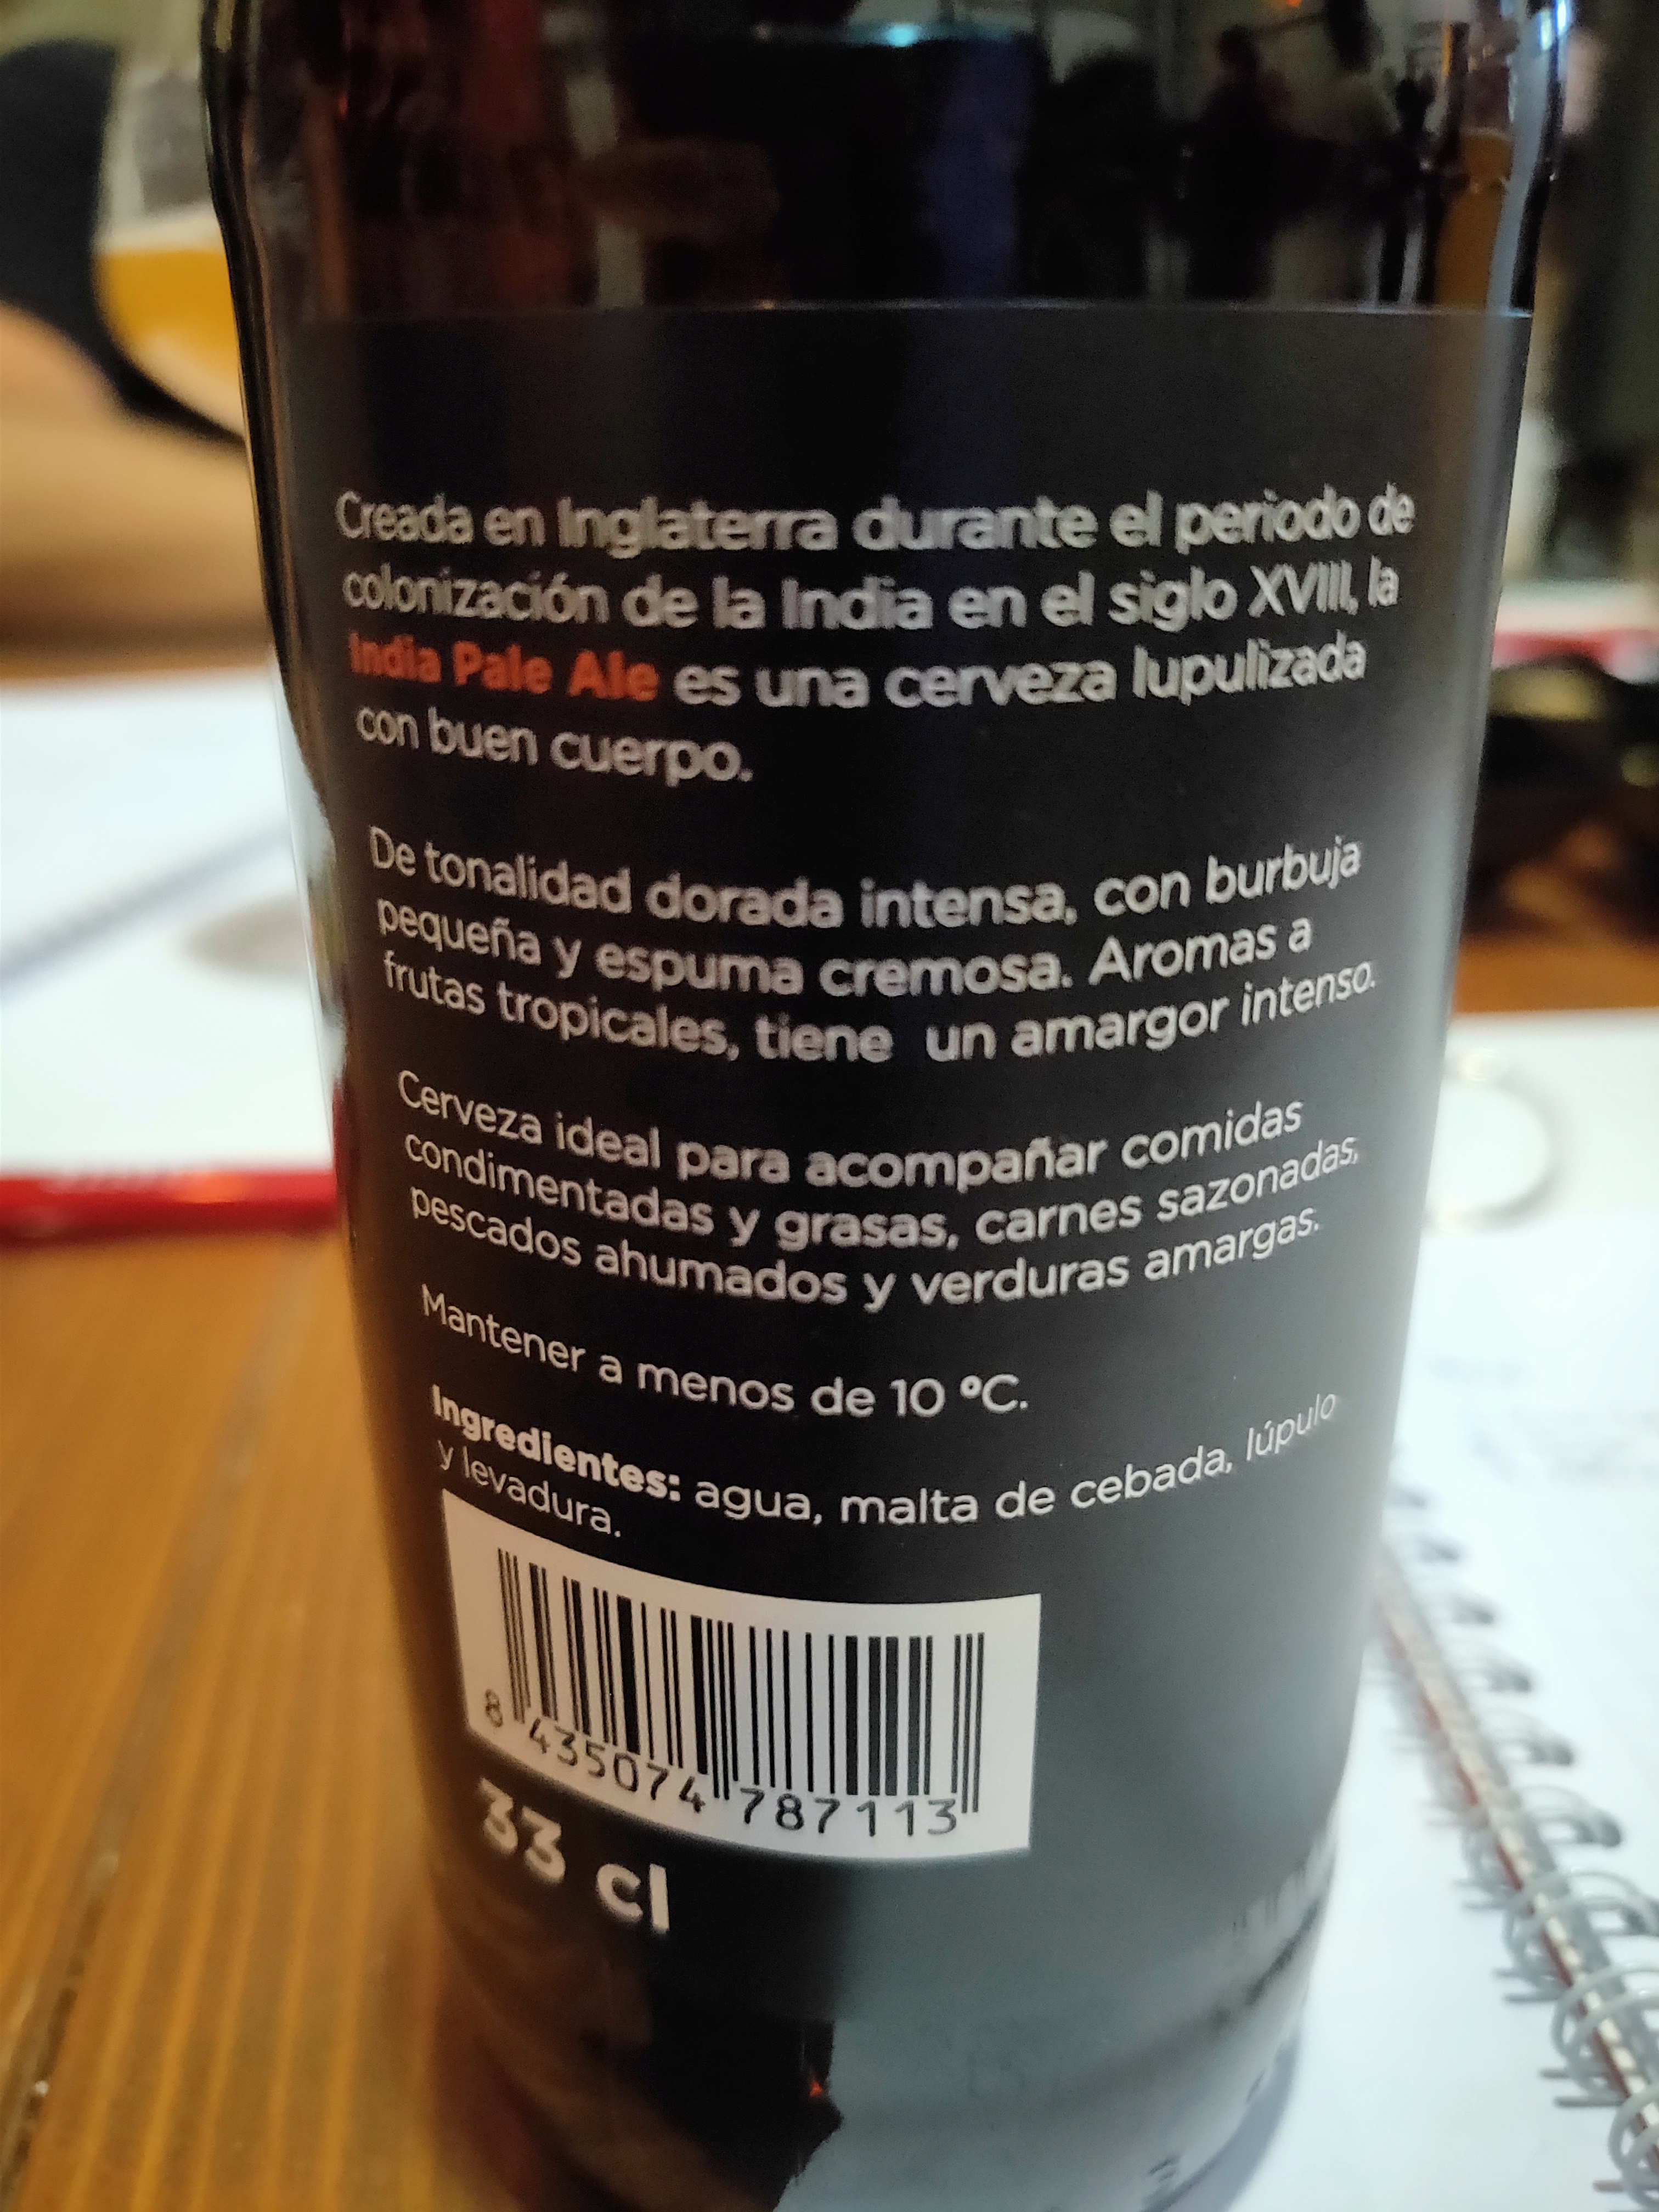 Creada en Inglaterra durante el periodo de
colonización de la India en el siglo XVIII, la
India Pale Ale es una cerveza lupulizada
con buen cuerpo.
De tonalidad dorada intensa, con burbuja
pequeña y espuma cremosa. Aromas a
frutas tropicales, tiene un amargor intenso.
Cerveza ideal para acompañar comidas
condimentadas y grasas, carnes sazonadas,
pescados ahumados y verduras amargas.
Mantener a menos de 10 ºC.
Ingredientes: agua, malta de cebada, lúpulo
y levadura.
8 435074 787113
33 cl